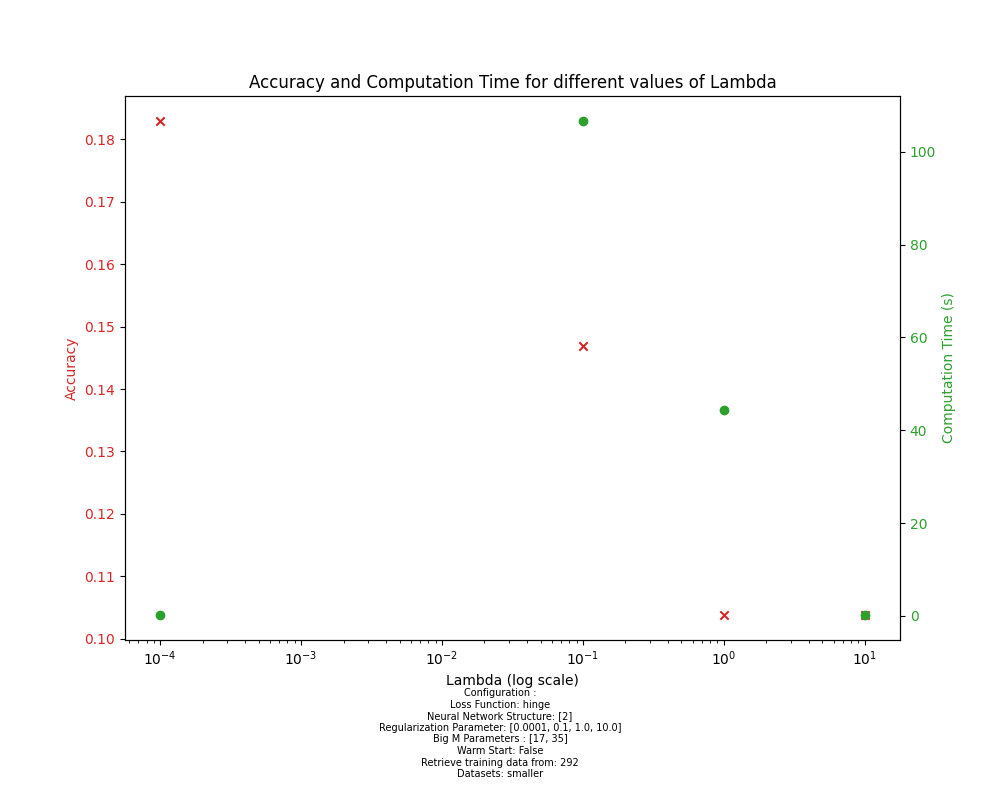 Accuracy and Computation Time for different values of Lambda
0.18
0.17
0.16
0.15
0.14
0.13
0.12
0.11
0.10
Accuracy
100
80
60
40
20
0
Computation Time (s)
10⁻⁴
10⁻³
10⁻²
10⁻¹
10⁰
10¹
Lambda (log scale)
Configuration :
Loss Function: hinge
Neural Network Structure: [2]
Regularization Parameter: [0.0001, 0.1, 1.0, 10.0]
Big M Parameters : [17, 35]
Warm Start: False
Retrieve training data from: 292
Datasets: smaller